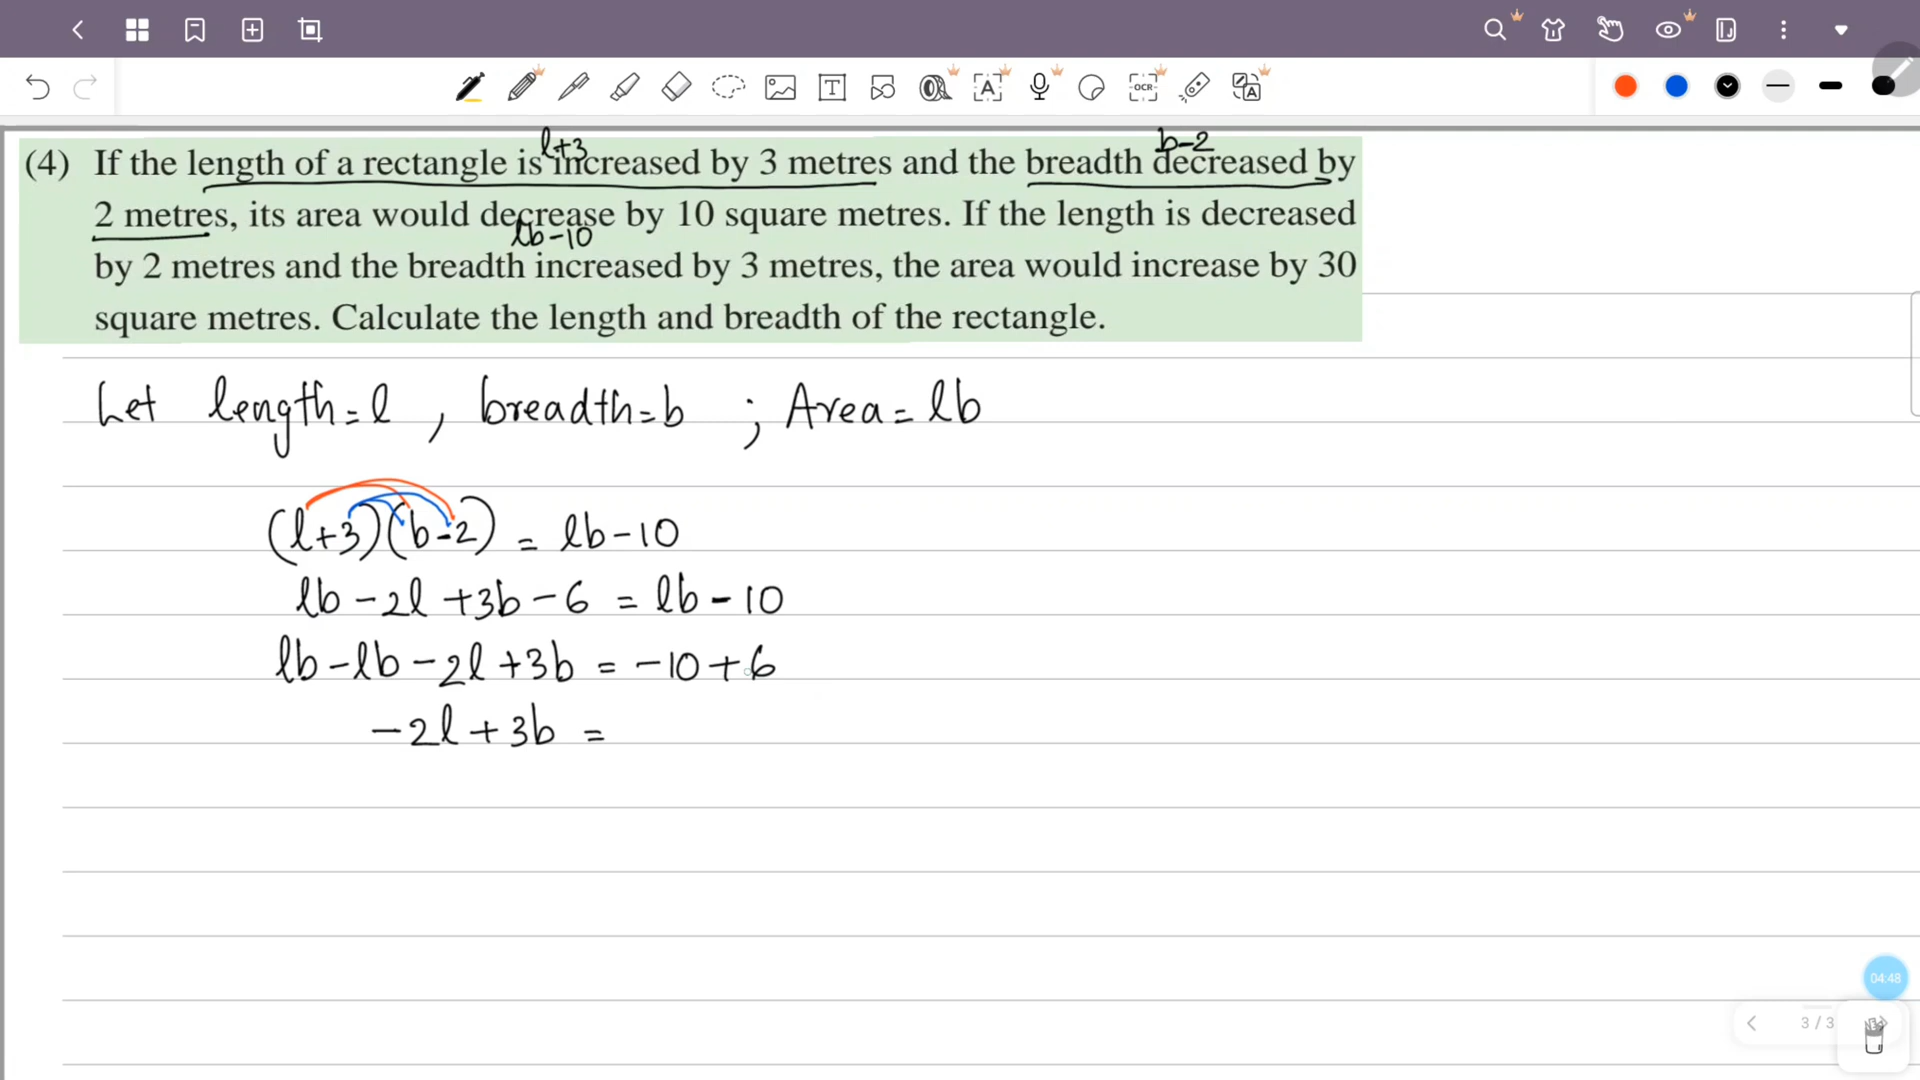 l+3
b-2
(4) If the length of a rectangle is increased by 3 metres and the breadth decreased by
2 metres, its area would decrease by 10 square metres. If the length is decreased
lb-10
by 2 metres and the breadth increased by 3 metres, the area would increase by 30
square metres. Calculate the length and breadth of the rectangle.
Let length = l , breadth = b ; Area = lb
(l+3)(b-2) = lb-10
lb - 2l + 3b - 6 = lb - 10
lb - lb - 2l + 3b = -10 + 6
-2l + 3b =
04:48
3 / 3